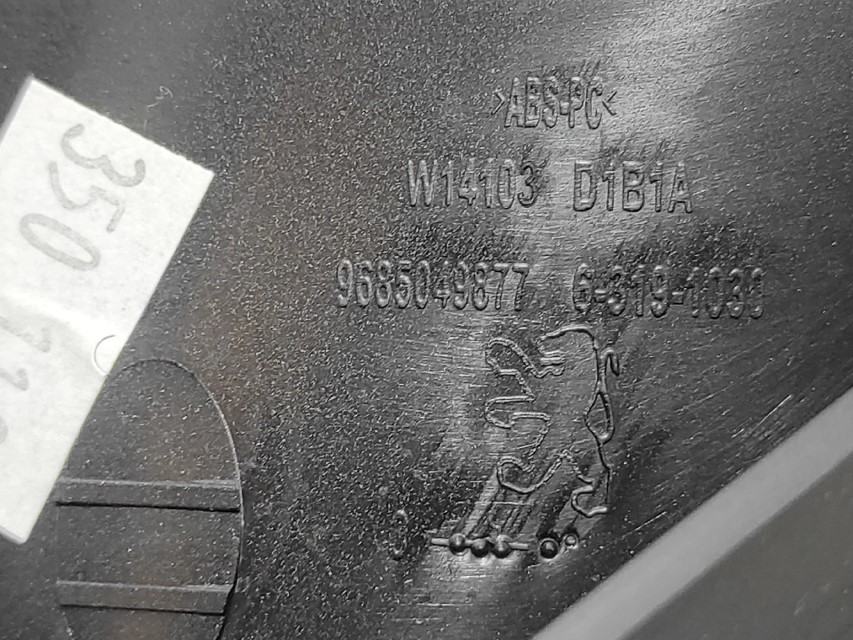 >ABS-PC<
W14103 D1B1A
9685049877 6-319-1030
350